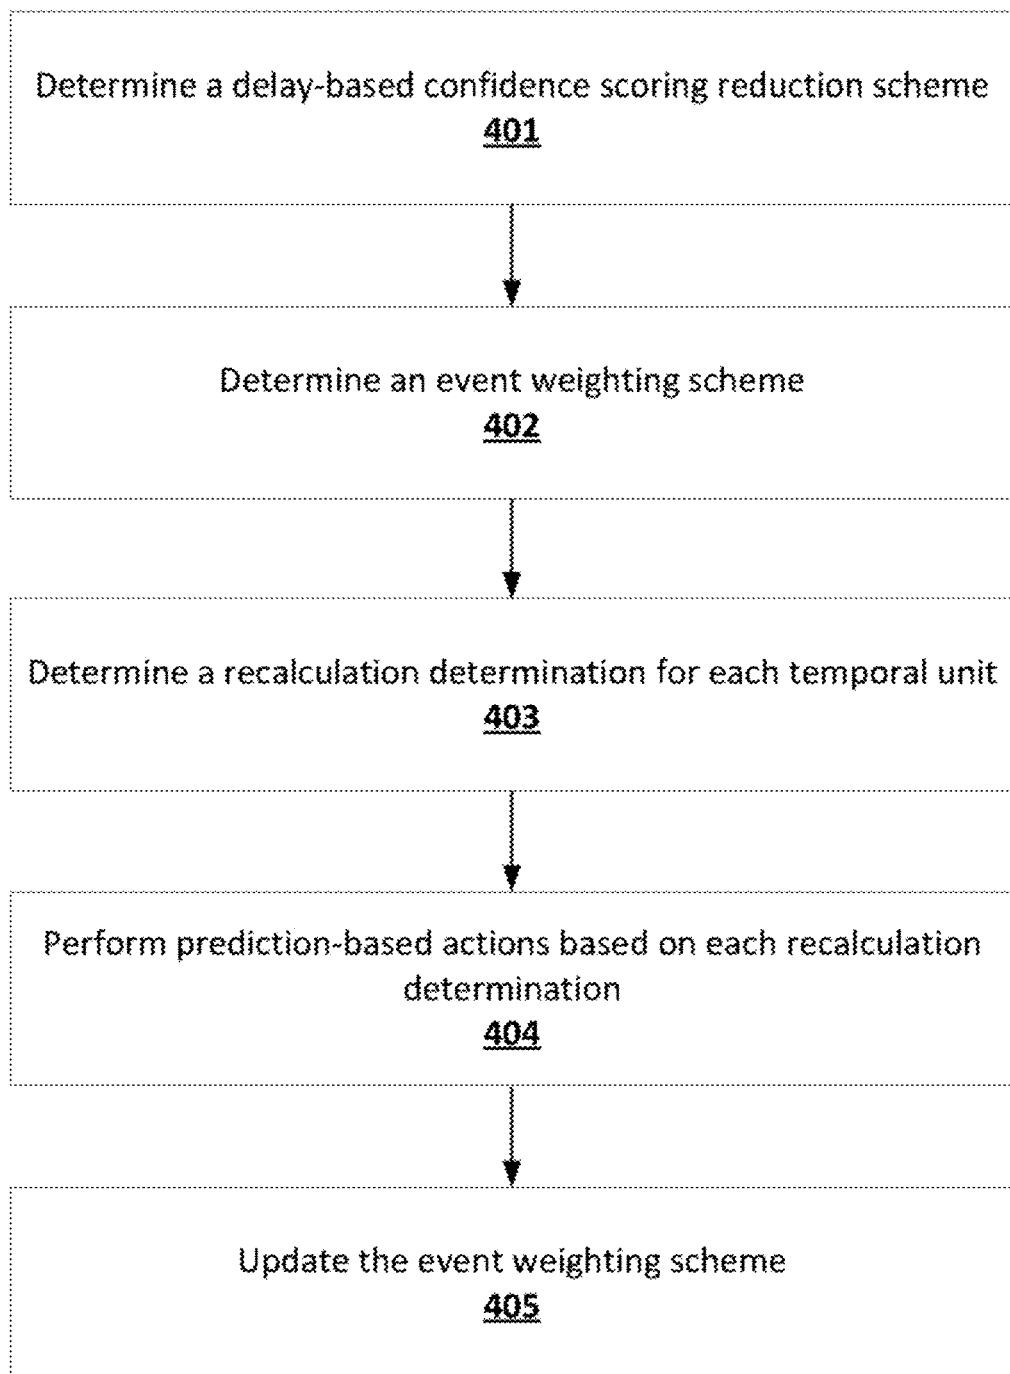 Determine a delay-based confidence scoring reduction scheme
401
Determine an event weighting scheme
402
Determine a recalculation determination for each temporal unit
403
Perform prediction-based actions based on each recalculation
determination
404
Update the event weighting scheme
405